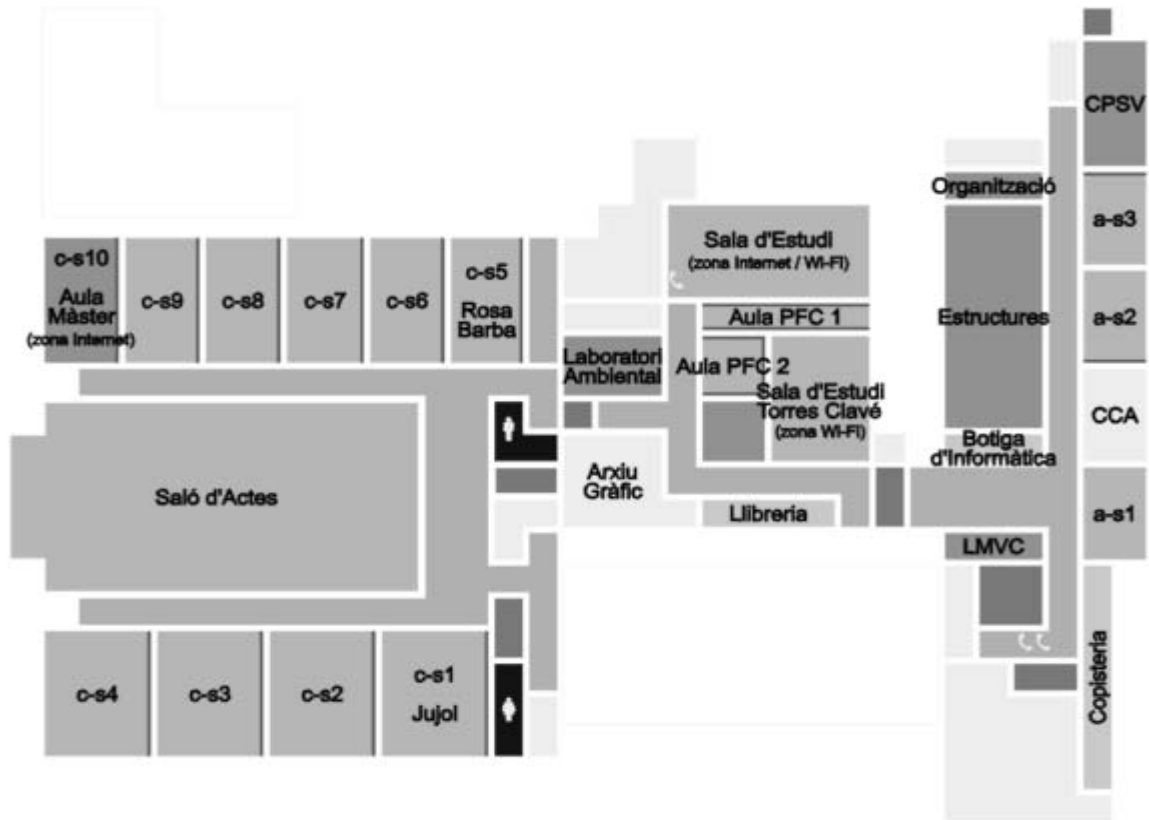 CPSV
Organització
a-s3
Sala d'Estudi
(zona Internet / WI-FI)
c-s10
Aula
Màster
(zona Internet)
c-s9
c-s8
c-s7
c-s6
c-s5
Rosa
Barba
Aula PFC 1
Estructures
a-s2
Laboratori
Ambiental
Aula PFC 2
Sala d'Estudi
Torres Clavé
(zona WI-FI)
CCA
Botiga
d'Informàtica
Saló d'Actes
Arxiu
Gràfic
Llibreria
a-s1
LMVC
c-s4
c-s3
c-s2
c-s1
Jujol
Copisteria